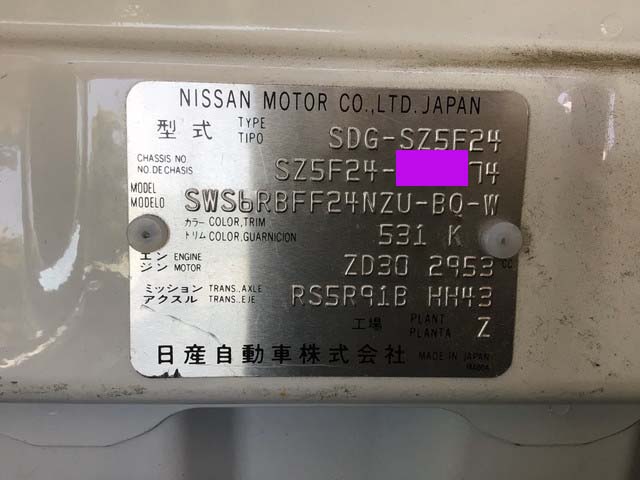 NISSAN MOTOR CO.,LTD. JAPAN
型式 TYPE TIPO SDG-SZ5F24
CHASSIS NO. NO. DE CHASIS SZ5F24- 74
MODEL MODELO SWS6RBFF24NZU-BQ-W
カラー COLOR,TRIM
トリム COLOR,GUARNICION 531 K
エンジン ENGINE MOTOR ZD30 2953 CC
ミッション TRANS.,AXLE
アクスル TRANS.,EJE RS5R91B HH43
工場 PLANT PLANTA Z
日産自動車株式会社 MADE IN JAPAN